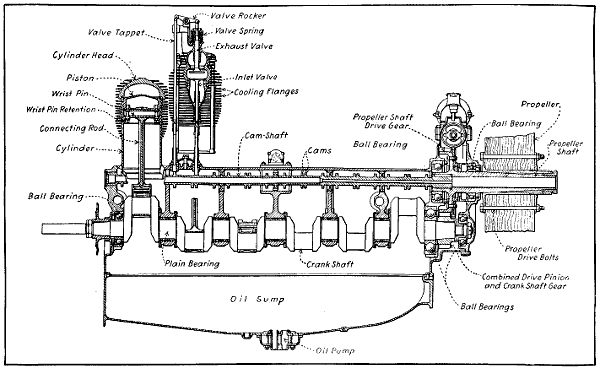 Valve Rocker
Valve Tappet
Valve Spring
Exhaust Valve
Cylinder Head
Piston
Inlet Valve
Wrist Pin
Cooling Flanges
Wrist Pin Retention
Connecting Rod
Cylinder
Cam-Shaft
Cams
Propeller Shaft
Drive Gear
Ball Bearing
Ball Bearing
Propeller
Propeller
Shaft
Ball Bearing
Plain Bearing
Crank Shaft
Propeller
Drive Bolts
Combined Drive Pinion
and Crank Shaft Gear
Ball Bearings
Oil Sump
Oil Pump